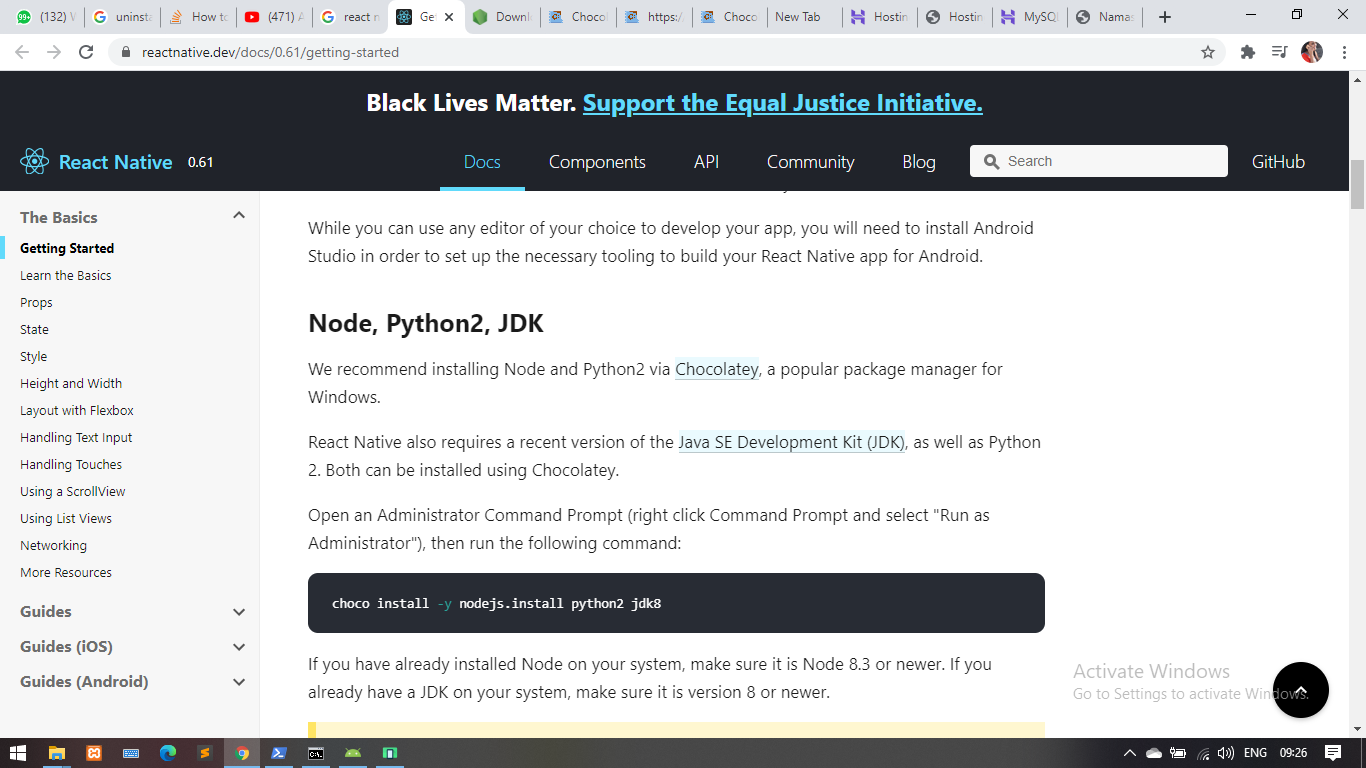 (132) W
uninsta
How to
(471) A
react n
Ge
Downl
Choco
https:/
Choco
New Tab
Hostin
Hostin
MySQ
Namas
reactnative.dev/docs/0.61/getting-started
Black Lives Matter. Support the Equal Justice Initiative.
React Native 0.61
Docs Components API Community Blog Search GitHub
The Basics
Getting Started
Learn the Basics
Props
State
Style
Height and Width
Layout with Flexbox
Handling Text Input
Handling Touches
Using a ScrollView
Using List Views
Networking
More Resources
Guides
Guides (iOS)
Guides (Android)
While you can use any editor of your choice to develop your app, you will need to install Android
Studio in order to set up the necessary tooling to build your React Native app for Android.
Node, Python2, JDK
We recommend installing Node and Python2 via Chocolatey, a popular package manager for
Windows.
React Native also requires a recent version of the Java SE Development Kit (JDK), as well as Python
2. Both can be installed using Chocolatey.
Open an Administrator Command Prompt (right click Command Prompt and select "Run as
Administrator"), then run the following command:
choco install -y nodejs.install python2 jdk8
If you have already installed Node on your system, make sure it is Node 8.3 or newer. If you
already have a JDK on your system, make sure it is version 8 or newer.
Activate Windows
Go to Settings to activate Windows.
ENG 09:26